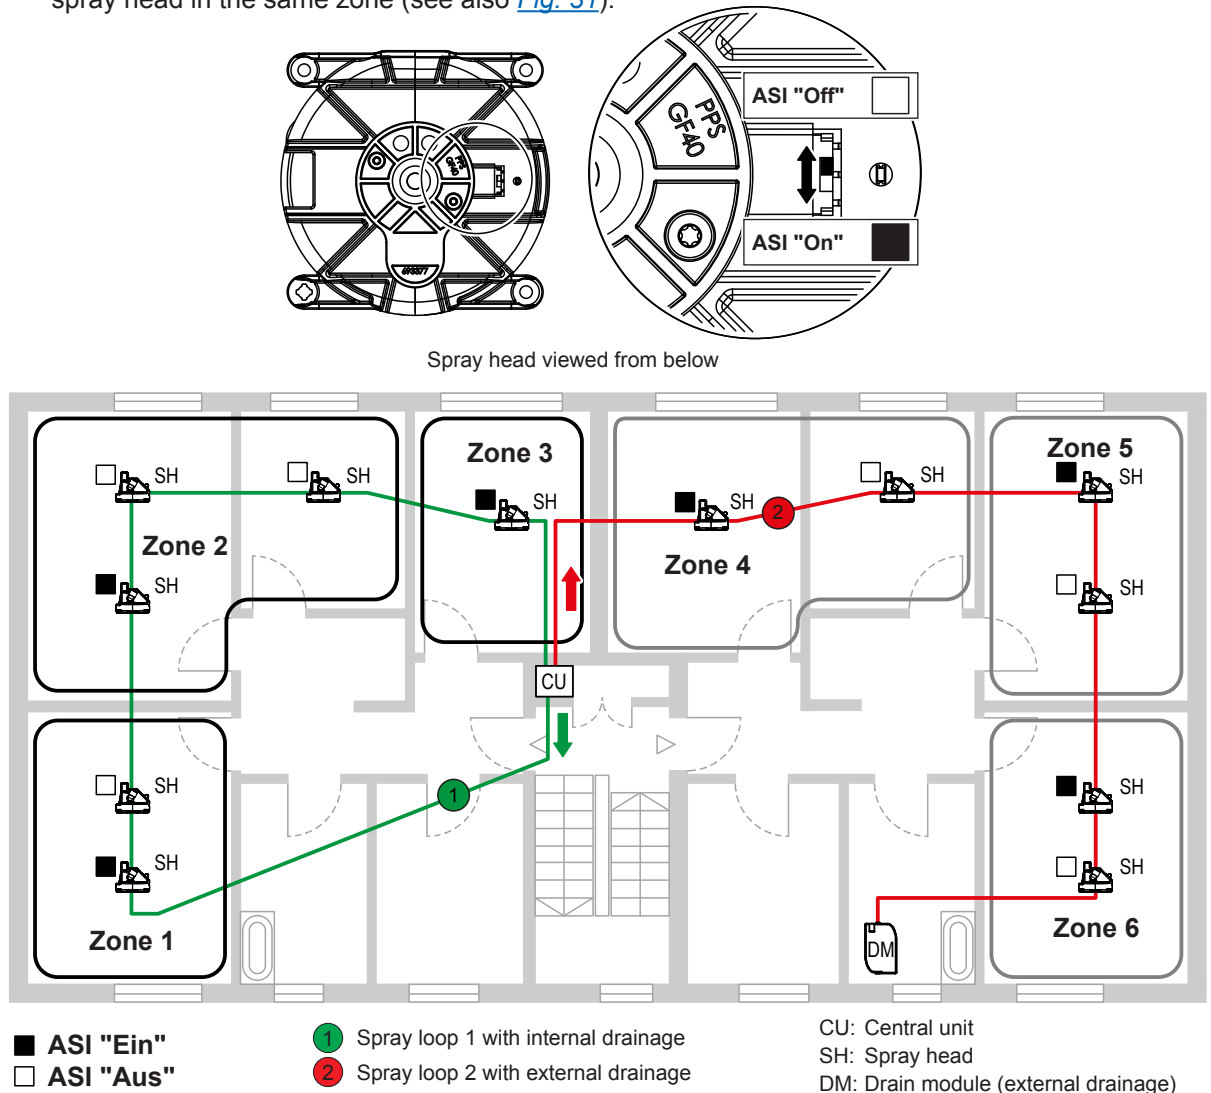 spray head in the same zone (see also Fig. 31).
ASI "Off"
PPS
GF40
PPS
GF40
ASI "On"
Spray head viewed from below
Zone 3
Zone 5
SH
SH
SH
SH
SH
SH
SH
2
Zone 2
Zone 4
SH
SH
CU
SH
1
SH
SH
SH
Zone 1
Zone 6
DM
ASI "Ein"
ASI "Aus"
1 Spray loop 1 with internal drainage
2 Spray loop 2 with external drainage
CU: Central unit
SH: Spray head
DM: Drain module (external drainage)